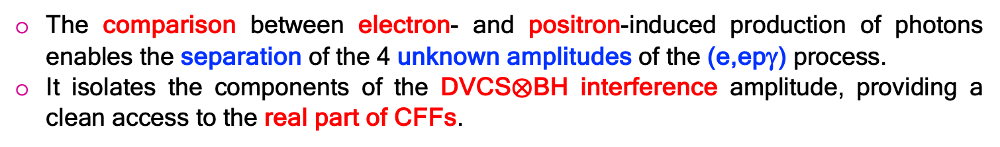 ○ The comparison between electron- and positron-induced production of photons
enables the separation of the 4 unknown amplitudes of the (e,epγ) process.
○ It isolates the components of the DVCS⊗BH interference amplitude, providing a
clean access to the real part of CFFs.